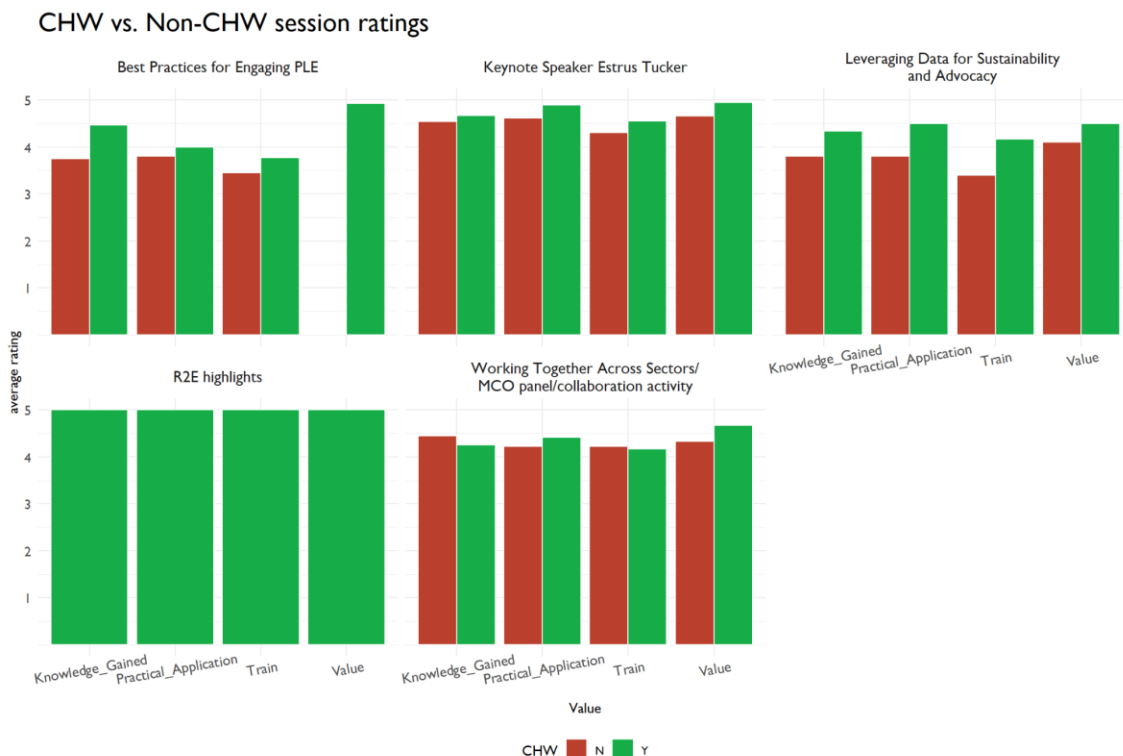 CHW vs. Non-CHW session ratings
Best Practices for Engaging PLE
Keynote Speaker Estrus Tucker
Leveraging Data for Sustainability
and Advocacy
5
4
3
2
1
Knowledge_Gained
Practical_Application
Train
Value
average rating
R2E highlights
Working Together Across Sectors/
MCO panel/collaboration activity
5
4
3
2
1
Knowledge_Gained
Practical_Application
Train
Value
Knowledge_Gained
Practical_Application
Train
Value
Value
CHW N Y